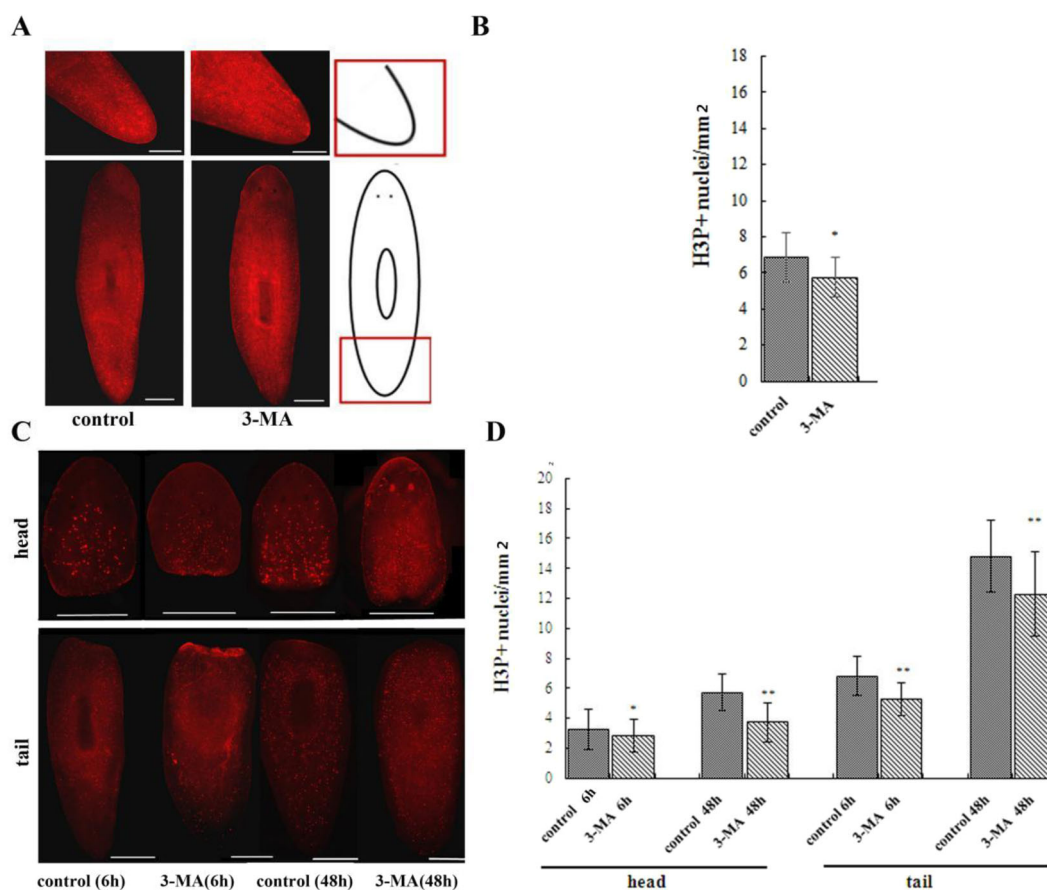 A
control
3-MA
B
H3P+ nuclei/mm 2
18
16
14
12
10
8
6
4
2
0
*
control
3-MA
C
head
tail
control (6h)
3-MA(6h)
control (48h)
3-MA(48h)
D
H3P+ nuclei/mm 2
20
18
16
14
12
10
8
6
4
2
0
*
**
**
**
control 6h
3-MA 6h
control 48h
3-MA 48h
control 6h
3-MA 6h
control 48h
3-MA 48h
head
tail